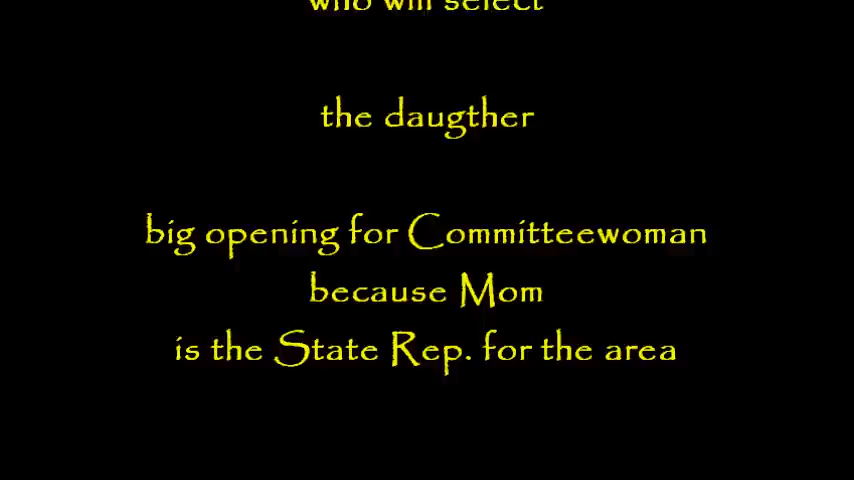 who will select
the daugther
big opening for Committeewoman
because Mom
is the State Rep. for the area